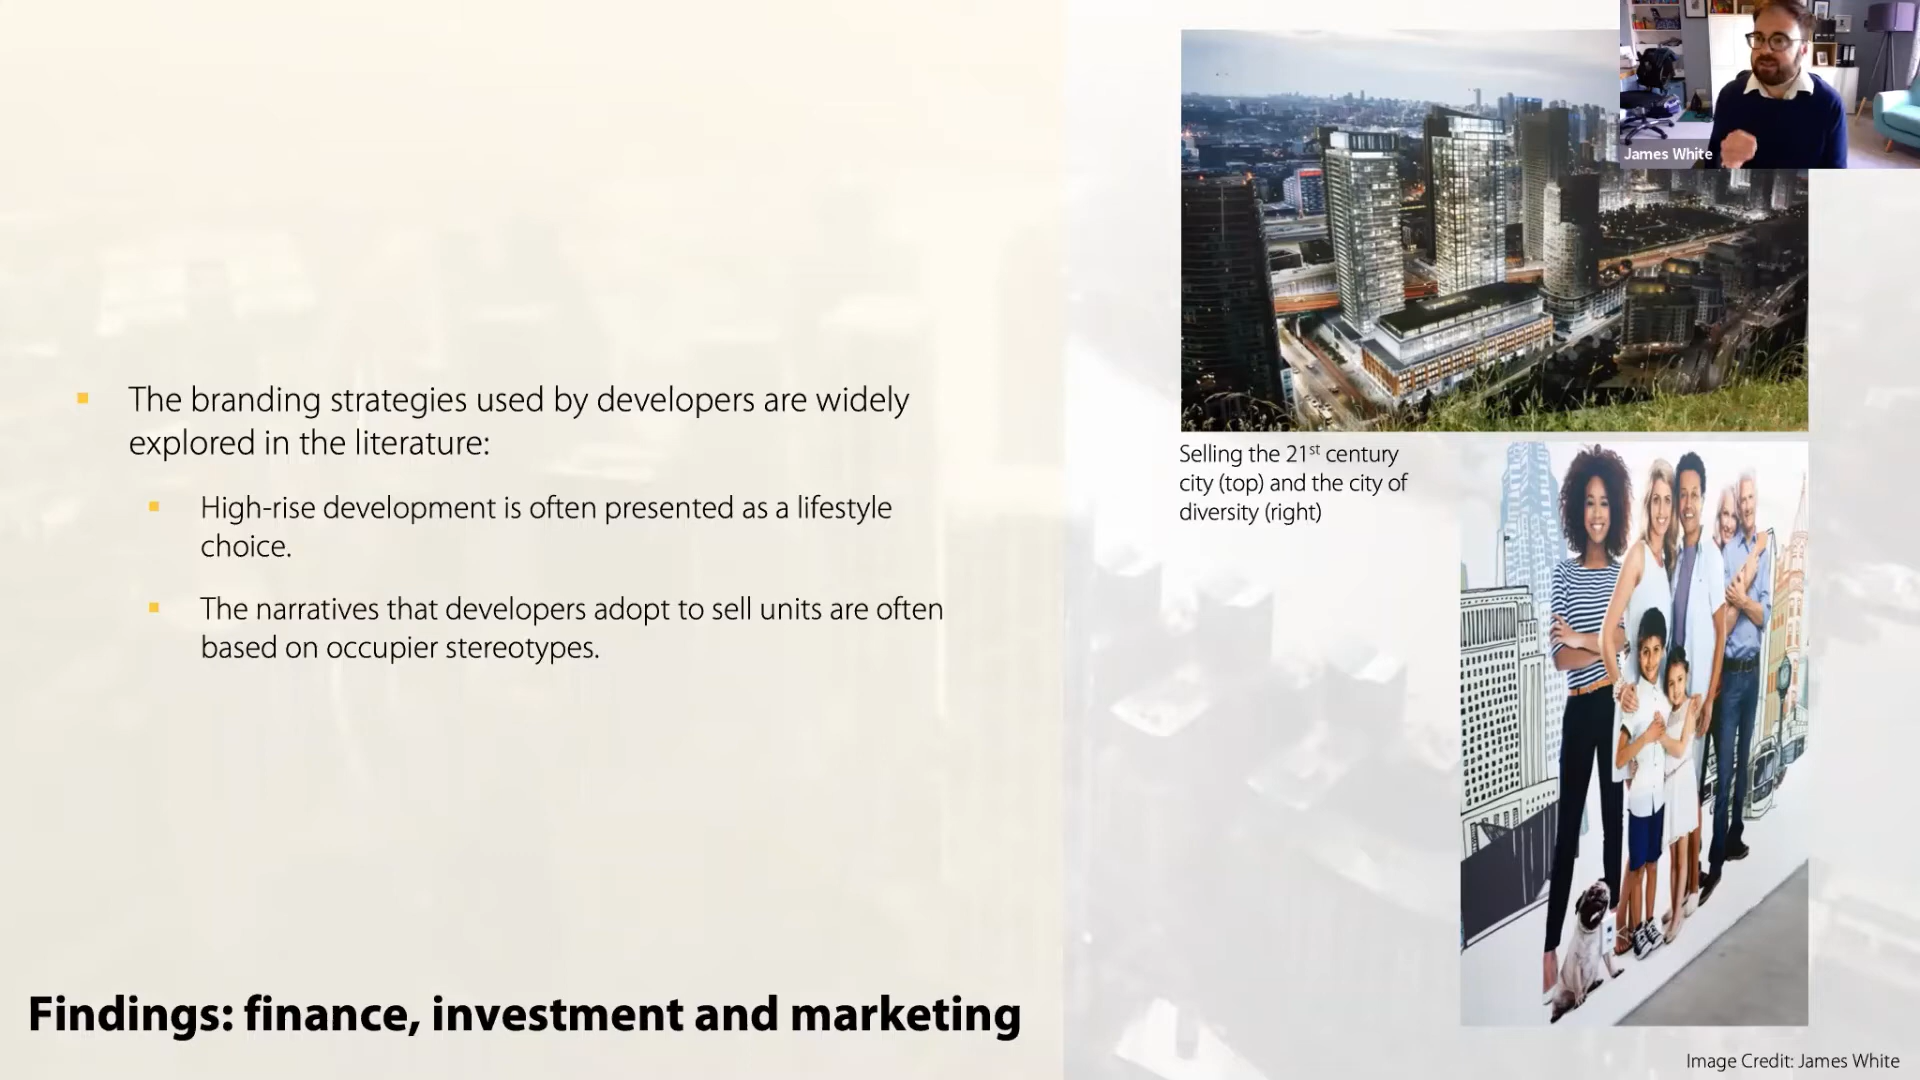 James White
The branding strategies used by developers are widely
explored in the literature:
High-rise development is often presented as a lifestyle
choice.
The narratives that developers adopt to sell units are often
based on occupier stereotypes.
Selling the 21st century
city (top) and the city of
diversity (right)
Findings: finance, investment and marketing
Image Credit: James White